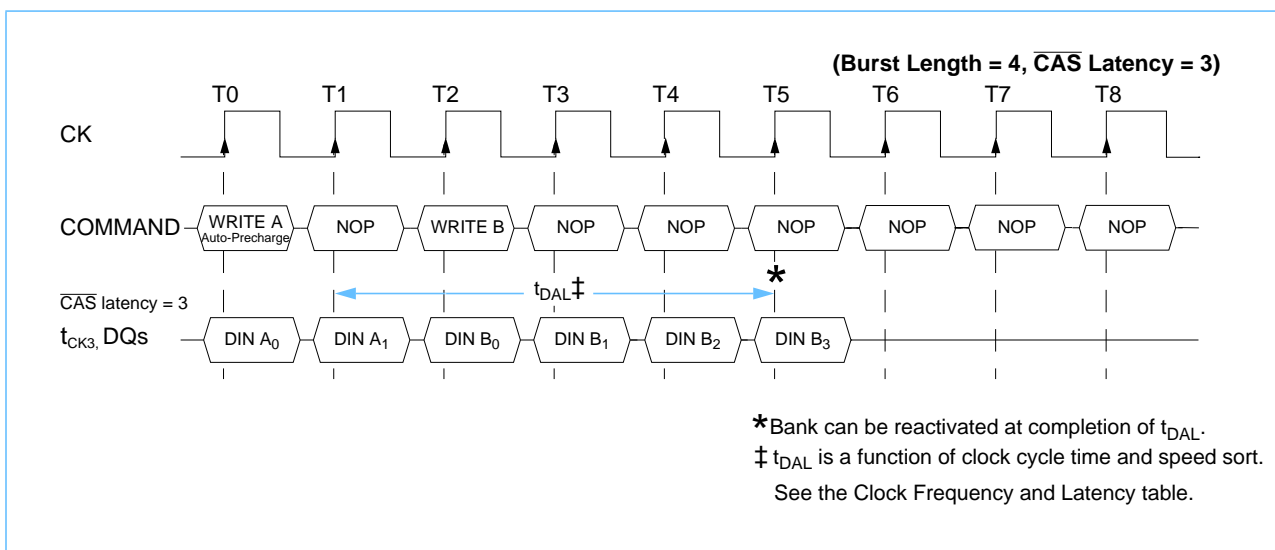 (Burst Length = 4, CAS Latency = 3)
T0 T1 T2 T3 T4 T5 T6 T7 T8
CK
COMMAND WRITE A Auto-Precharge NOP WRITE B NOP NOP NOP NOP NOP NOP
tDAL‡ *
CAS latency = 3
tCK3, DQs DIN A0 DIN A1 DIN B0 DIN B1 DIN B2 DIN B3
*Bank can be reactivated at completion of tDAL.
‡ tDAL is a function of clock cycle time and speed sort.
See the Clock Frequency and Latency table.